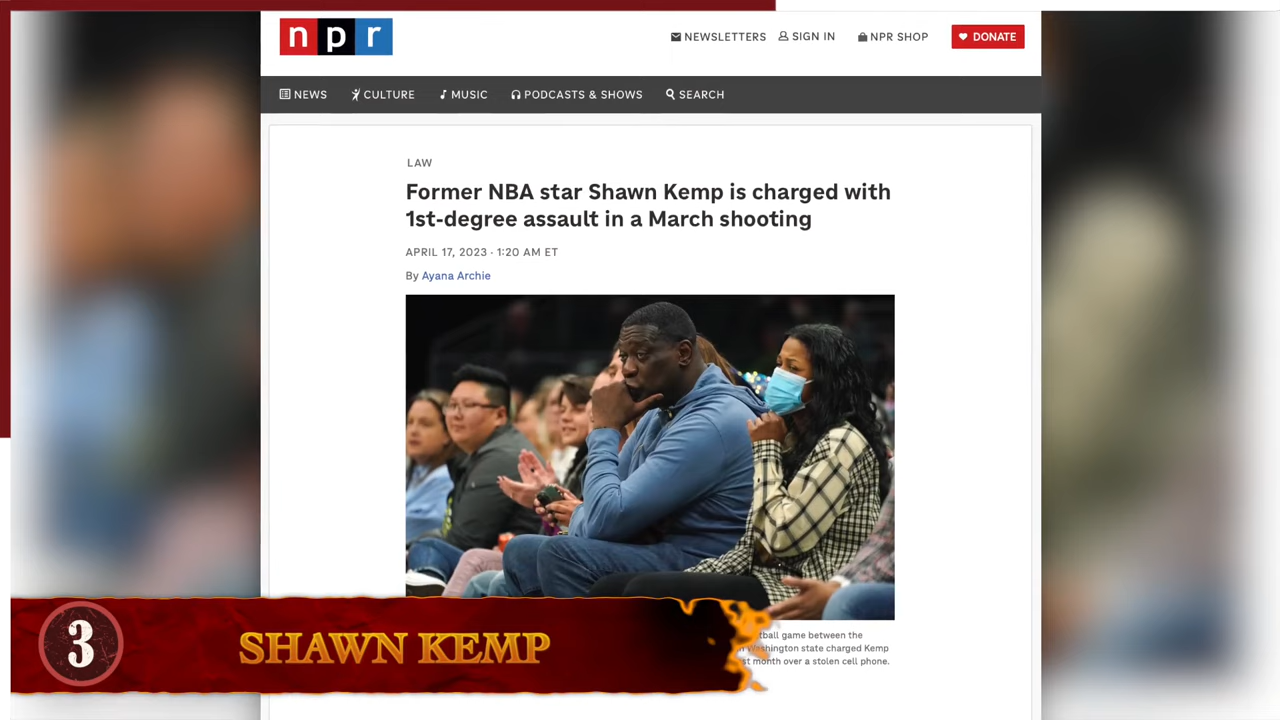 npr
NEWSLETTERS SIGN IN NPR SHOP DONATE
NEWS CULTURE MUSIC PODCASTS & SHOWS SEARCH
LAW
Former NBA star Shawn Kemp is charged with
1st-degree assault in a March shooting
APRIL 17, 2023 · 1:20 AM ET
By Ayana Archie
ball game between the
Washington state charged Kemp
month over a stolen cell phone.
3
SHAWN KEMP